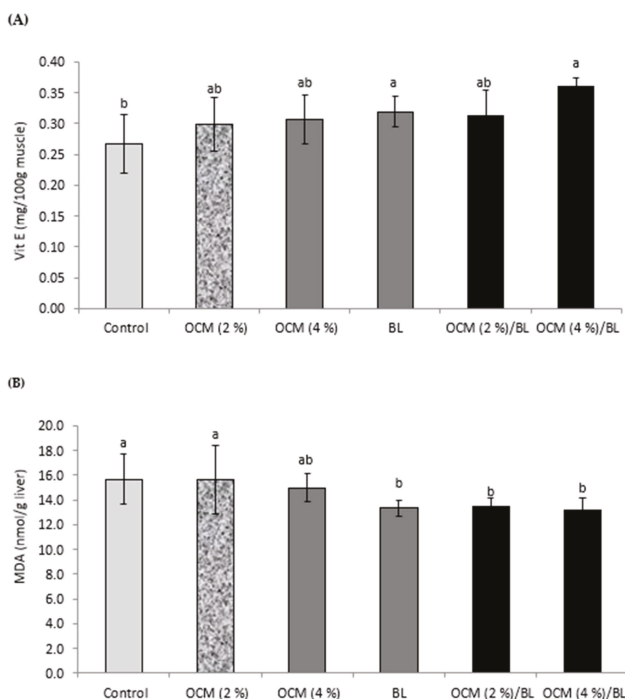 (A)
Vit E (mg/100g muscle)
0.40
0.35
0.30
0.25
0.20
0.15
0.10
0.05
0.00
b
ab
ab
a
ab
a
Control
OCM (2 %)
OCM (4 %)
BL
OCM (2 %)/BL
OCM (4 %)/BL
(B)
MDA (nmol/g liver)
20.0
18.0
16.0
14.0
12.0
10.0
8.0
6.0
4.0
2.0
0.0
a
a
ab
b
b
b
Control
OCM (2 %)
OCM (4 %)
BL
OCM (2 %)/BL
OCM (4 %)/BL